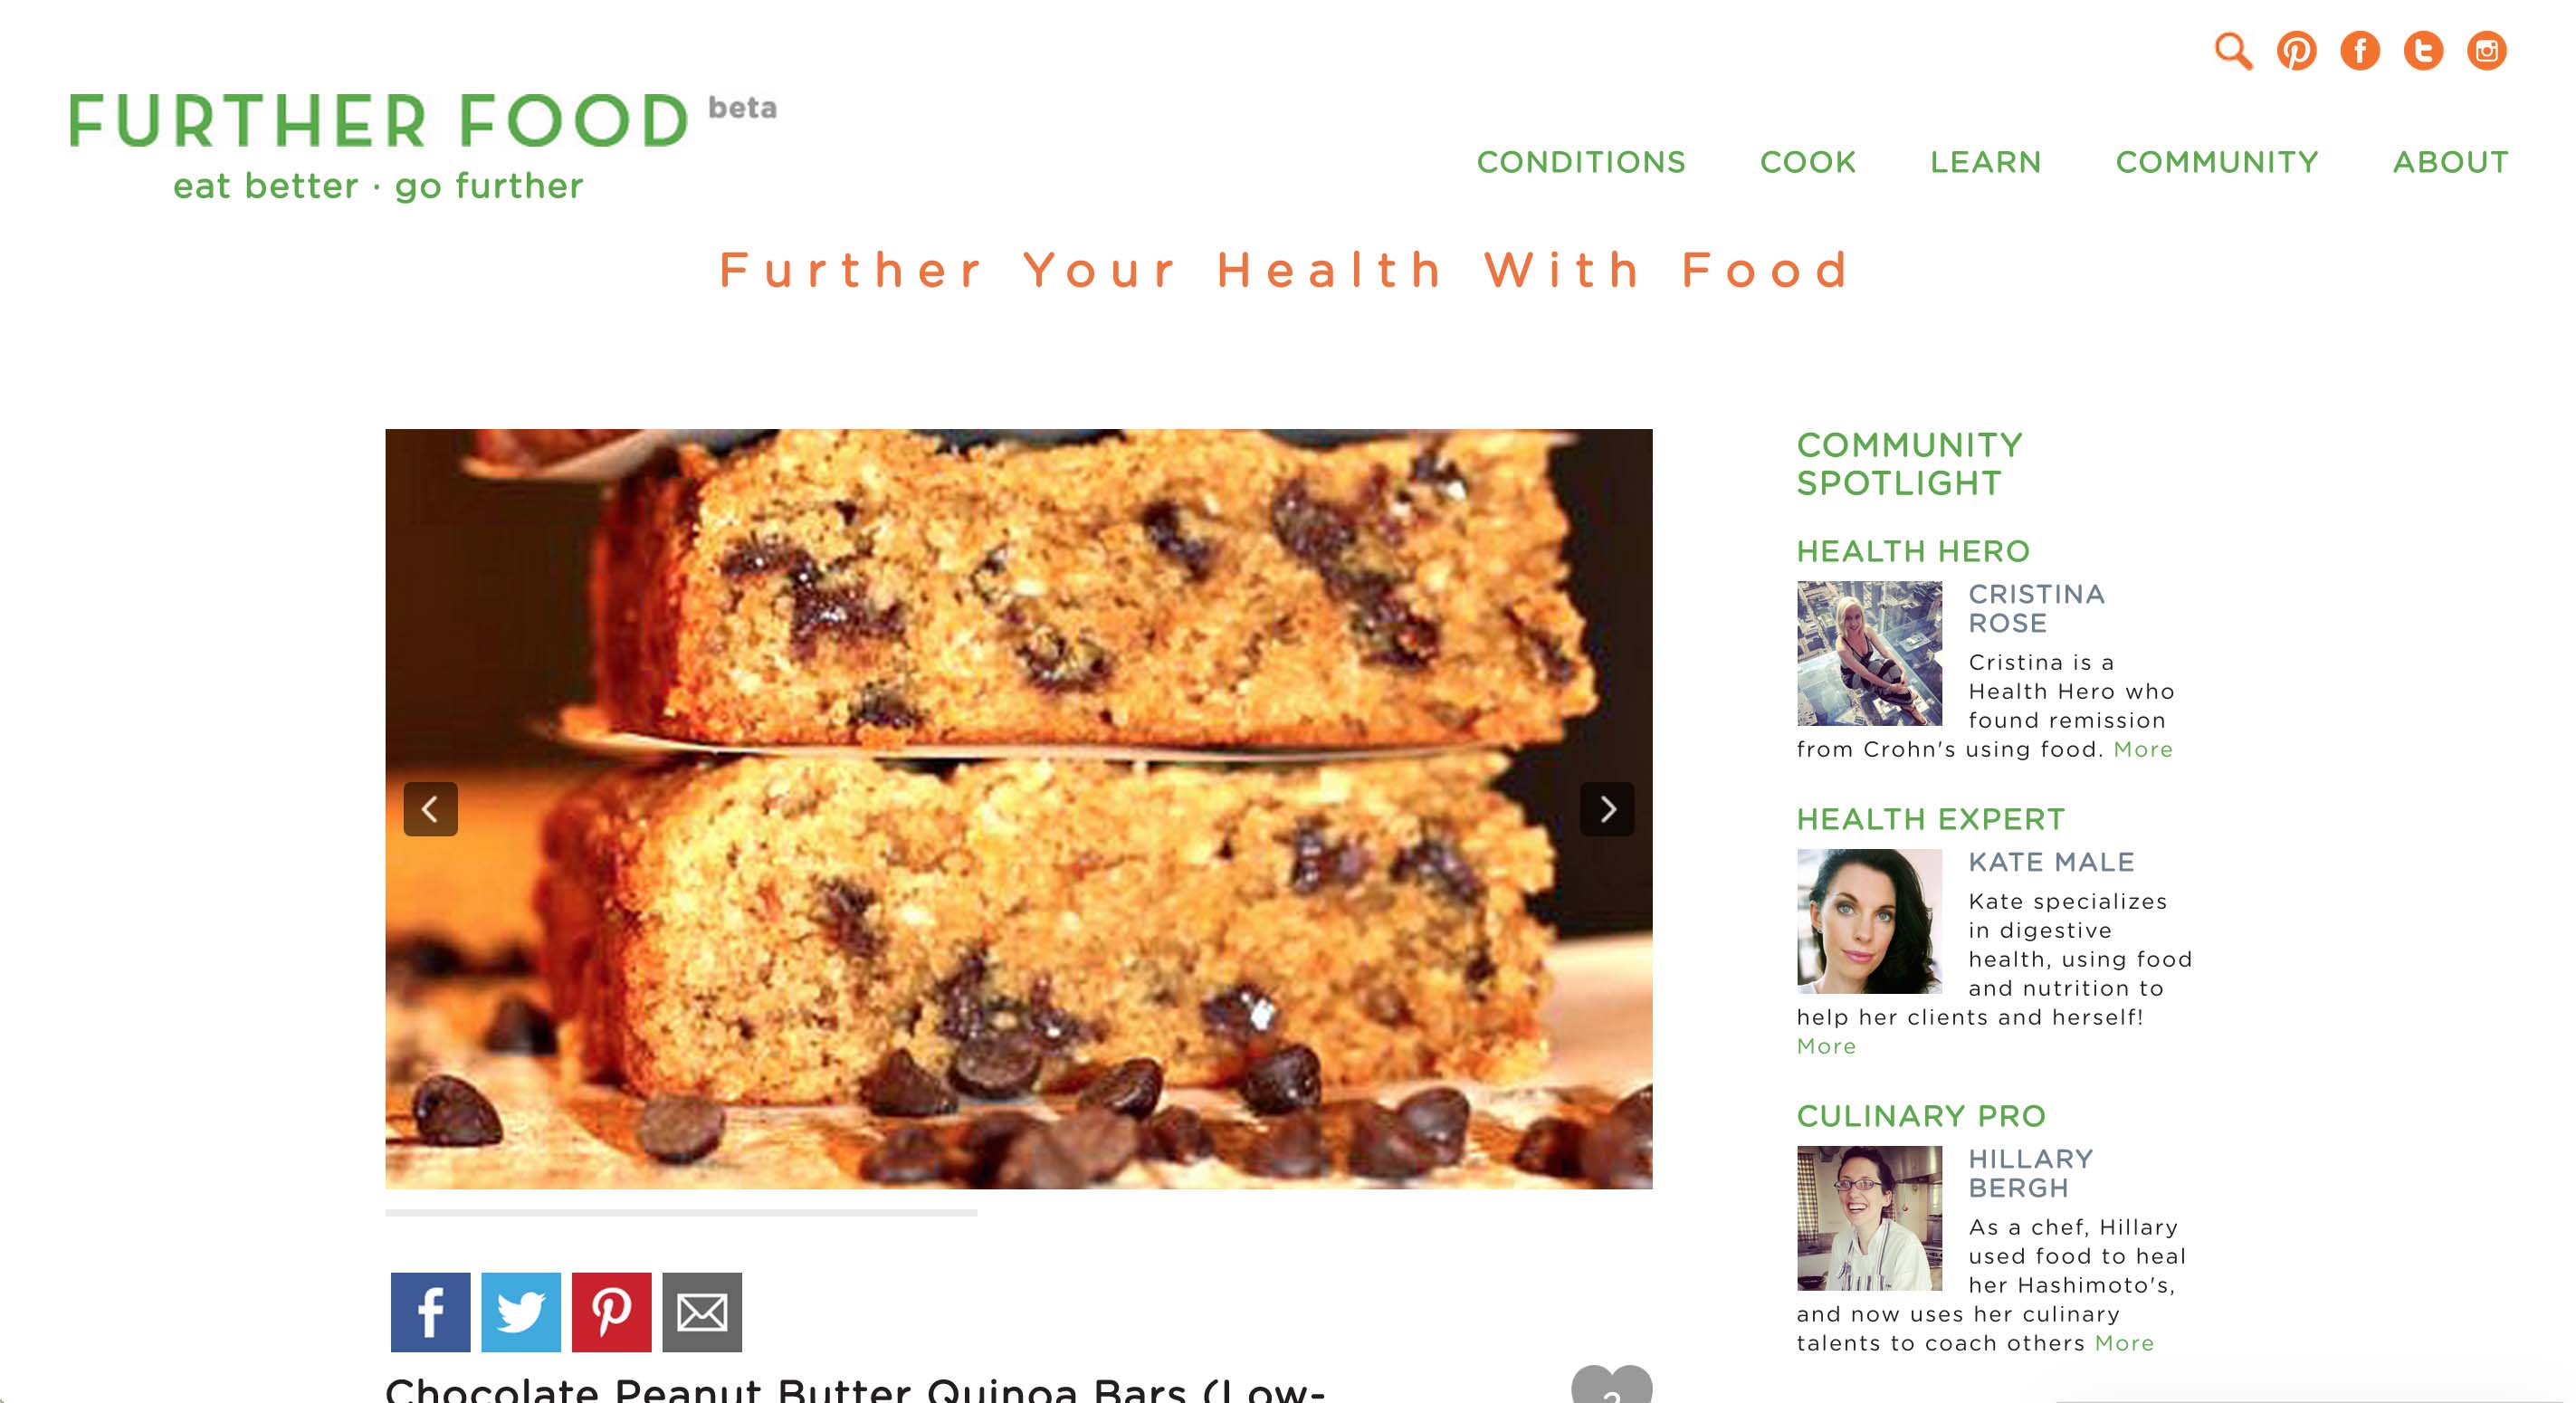 FURTHER FOOD beta
eat better · go further
CONDITIONS COOK LEARN COMMUNITY ABOUT
Further Your Health With Food
COMMUNITY
SPOTLIGHT
HEALTH HERO
CRISTINA
ROSE
Cristina is a
Health Hero who
found remission
from Crohn's using food. More
HEALTH EXPERT
KATE MALE
Kate specializes
in digestive
health, using food
and nutrition to
help her clients and herself!
More
CULINARY PRO
HILLARY
BERGH
As a chef, Hillary
used food to heal
her Hashimoto's,
and now uses her culinary
talents to coach others More
Chocolate Peanut Butter Quinoa Bars (Low-